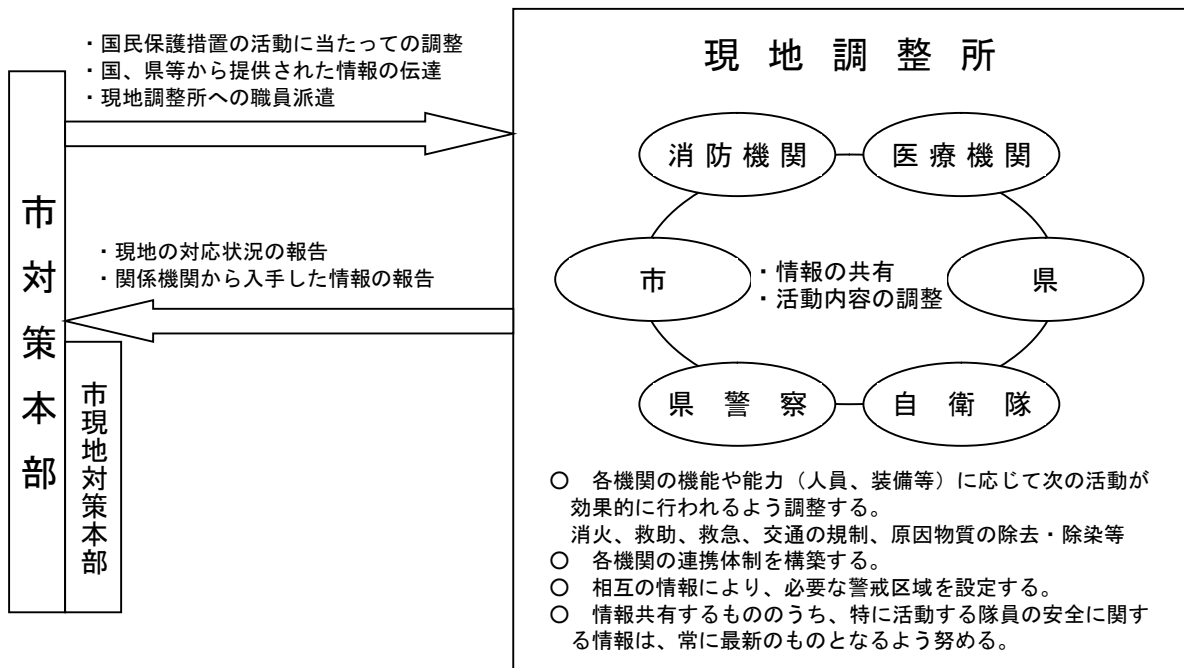 ・国民保護措置の活動に当たっての調整
・国、県等から提供された情報の伝達
・現地調整所への職員派遣
市対策本部
・現地の対応状況の報告
・関係機関から入手した情報の報告
市現地対策本部
現地調整所
消防機関
医療機関
市
・情報の共有
・活動内容の調整
県
県警察
自衛隊
〇 各機関の機能や能力（人員、装備等）に応じて次の活動が
効果的に行われるよう調整する。
消火、救助、救急、交通の規制、原因物質の除去・除染等
〇 各機関の連携体制を構築する。
〇 相互の情報により、必要な警戒区域を設定する。
〇 情報共有するもののうち、特に活動する隊員の安全に関す
る情報は、常に最新のものとなるよう努める。